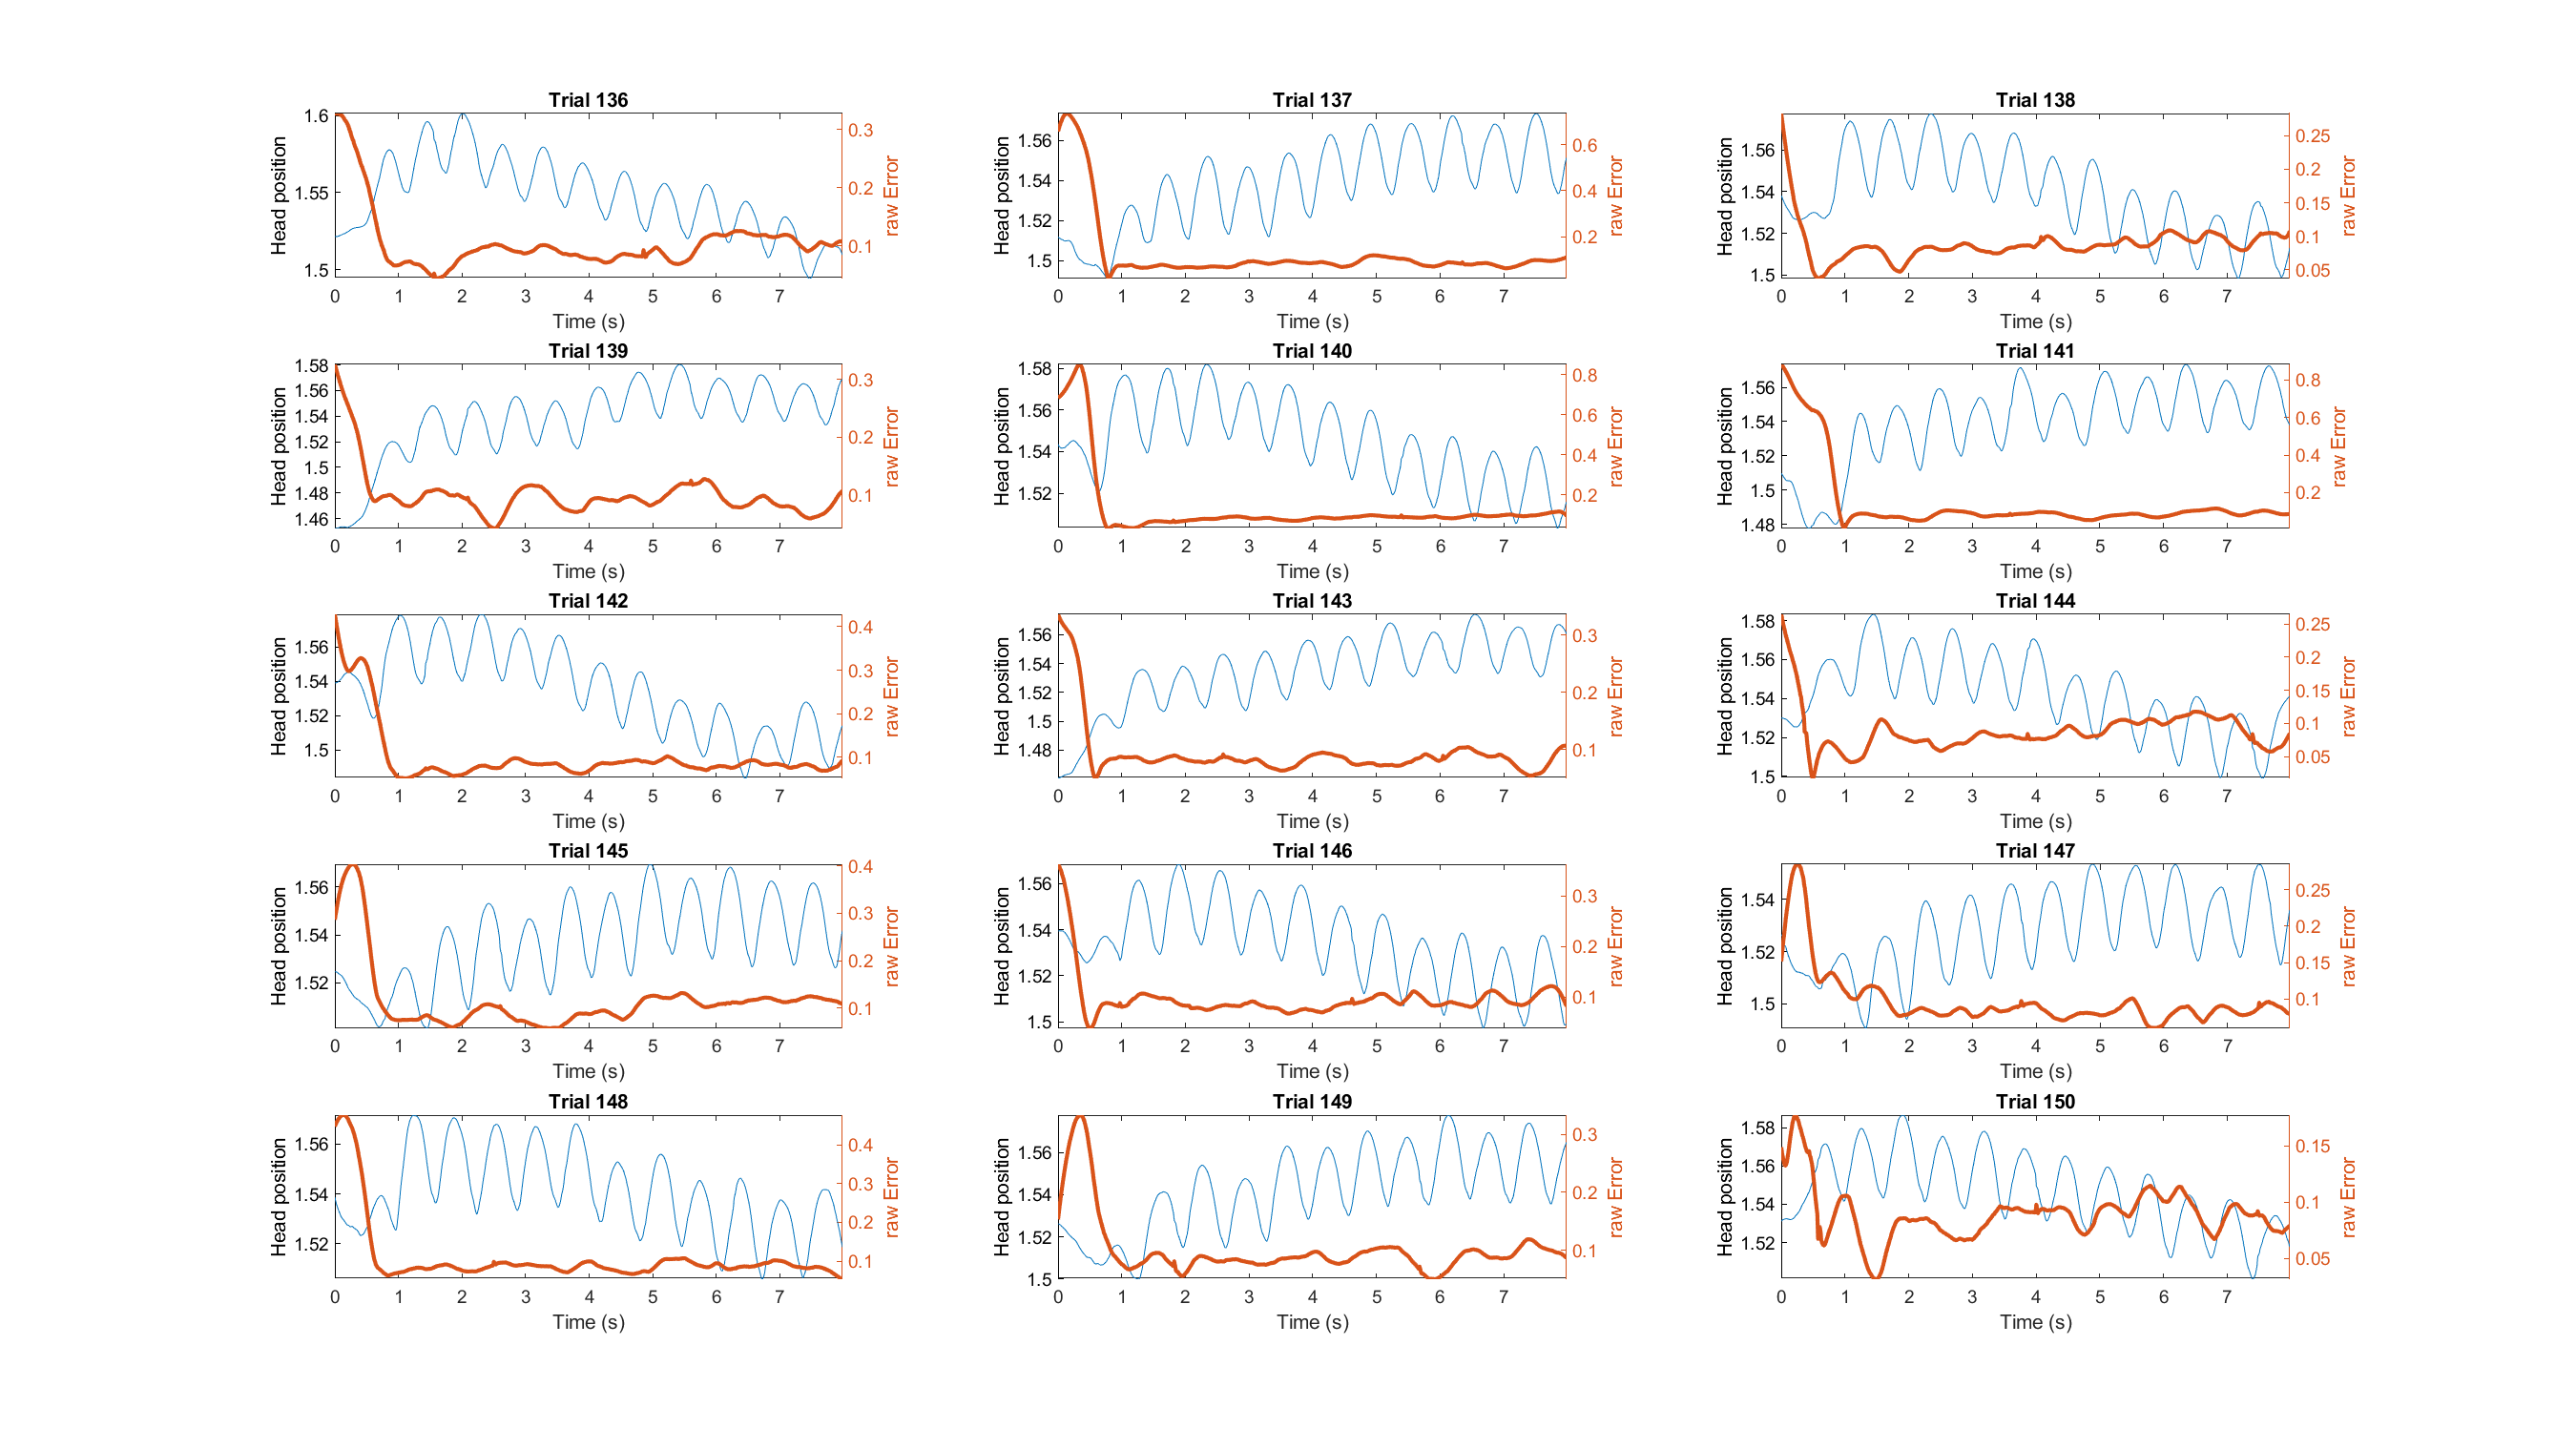 Trial 136
Trial 137
Trial 138
1.6
1.55
1.5
Head position
0.3
0.2
0.1
raw Error
0 1 2 3 4 5 6 7
Time (s)
1.56
1.54
1.52
1.5
Head position
0.6
0.4
0.2
raw Error
0 1 2 3 4 5 6 7
Time (s)
1.56
1.54
1.52
1.5
Head position
0.25
0.2
0.15
0.1
0.05
raw Error
0 1 2 3 4 5 6 7
Time (s)
Trial 139
Trial 140
Trial 141
1.58
1.56
1.54
1.52
1.5
1.48
1.46
Head position
0.3
0.2
0.1
raw Error
0 1 2 3 4 5 6 7
Time (s)
1.58
1.56
1.54
1.52
Head position
0.8
0.6
0.4
0.2
raw Error
0 1 2 3 4 5 6 7
Time (s)
1.56
1.54
1.52
1.5
1.48
Head position
0.8
0.6
0.4
0.2
raw Error
0 1 2 3 4 5 6 7
Time (s)
Trial 142
Trial 143
Trial 144
1.56
1.54
1.52
1.5
Head position
0.4
0.3
0.2
0.1
raw Error
0 1 2 3 4 5 6 7
Time (s)
1.56
1.54
1.52
1.5
1.48
Head position
0.3
0.2
0.1
raw Error
0 1 2 3 4 5 6 7
Time (s)
1.58
1.56
1.54
1.52
1.5
Head position
0.25
0.2
0.15
0.1
0.05
raw Error
0 1 2 3 4 5 6 7
Time (s)
Trial 145
Trial 146
Trial 147
1.56
1.54
1.52
Head position
0.4
0.3
0.2
0.1
raw Error
0 1 2 3 4 5 6 7
Time (s)
1.56
1.54
1.52
1.5
Head position
0.3
0.2
0.1
raw Error
0 1 2 3 4 5 6 7
Time (s)
1.54
1.52
1.5
Head position
0.25
0.2
0.15
0.1
raw Error
0 1 2 3 4 5 6 7
Time (s)
Trial 148
Trial 149
Trial 150
1.56
1.54
1.52
Head position
0.4
0.3
0.2
0.1
raw Error
0 1 2 3 4 5 6 7
Time (s)
1.56
1.54
1.52
1.5
Head position
0.3
0.2
0.1
raw Error
0 1 2 3 4 5 6 7
Time (s)
1.58
1.56
1.54
1.52
Head position
0.15
0.1
0.05
raw Error
0 1 2 3 4 5 6 7
Time (s)